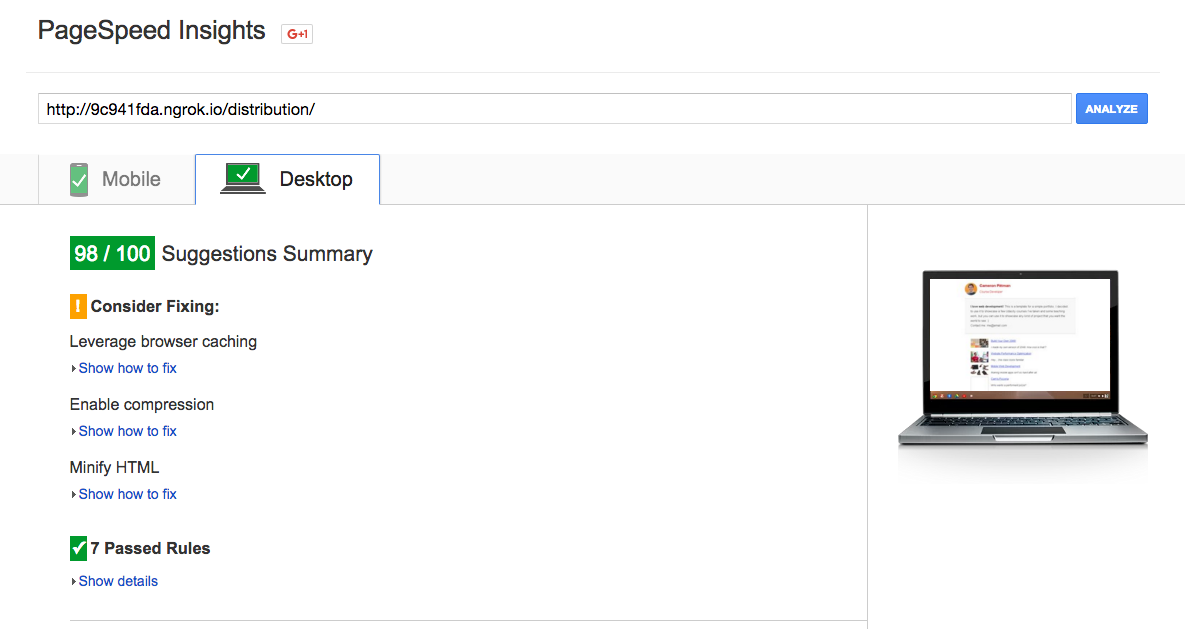 PageSpeed Insights G+1
http://9c941fda.ngrok.io/distribution/ ANALYZE
Mobile Desktop
98 / 100 Suggestions Summary
! Consider Fixing:
Leverage browser caching
Show how to fix
Enable compression
Show how to fix
Minify HTML
Show how to fix
7 Passed Rules
Show details
Cameron Pittman